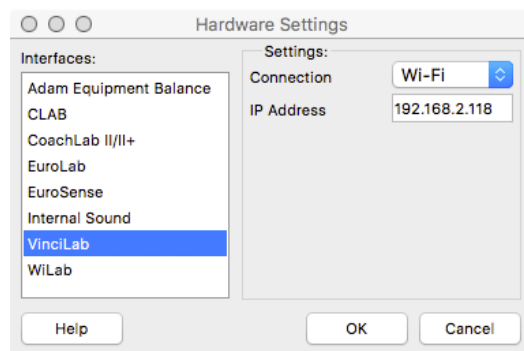 Hardware Settings
Interfaces:
Adam Equipment Balance
CLAB
CoachLab II/II+
EuroLab
EuroSense
Internal Sound
VinciLab
WiLab
Settings:
Connection Wi-Fi
IP Address 192.168.2.118
Help OK Cancel